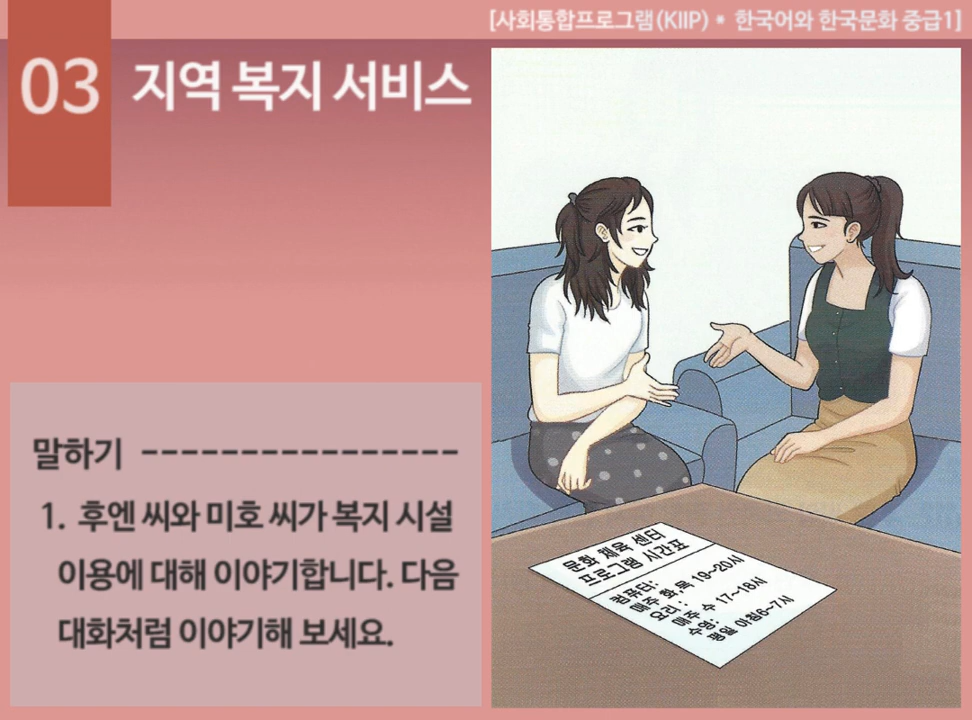 [사회통합프로그램(KIIP) * 한국어와 한국문화 중급1]
03 지역 복지 서비스
말하기 -----------------
1. 후엔 씨와 미호 씨가 복지 시설
이용에 대해 이야기합니다. 다음
대화처럼 이야기해 보세요.
문화 체육 센터
프로그램 시간표
컴퓨터:
매주 화,목 19~20시
요리 :
매주 수 17~18시
수영:
평일 아침6~7시